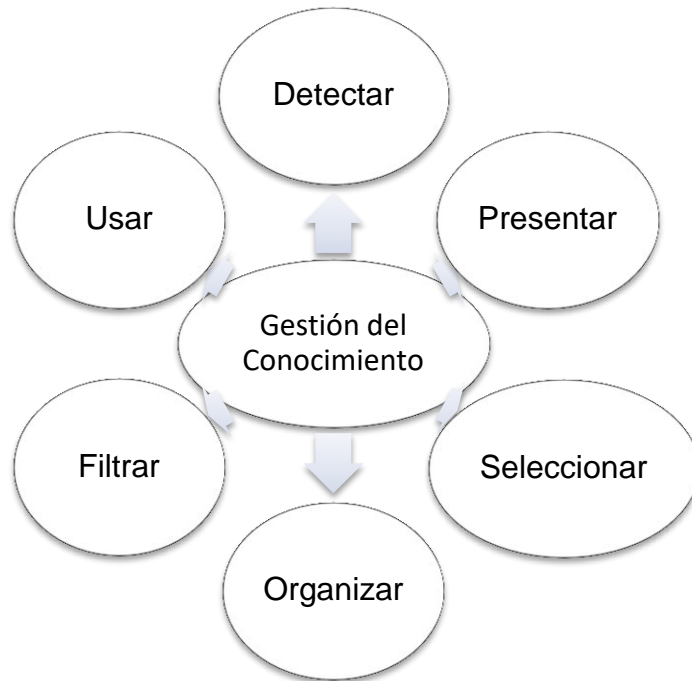 Detectar
Usar
Presentar
Gestión del
Conocimiento
Filtrar
Seleccionar
Organizar